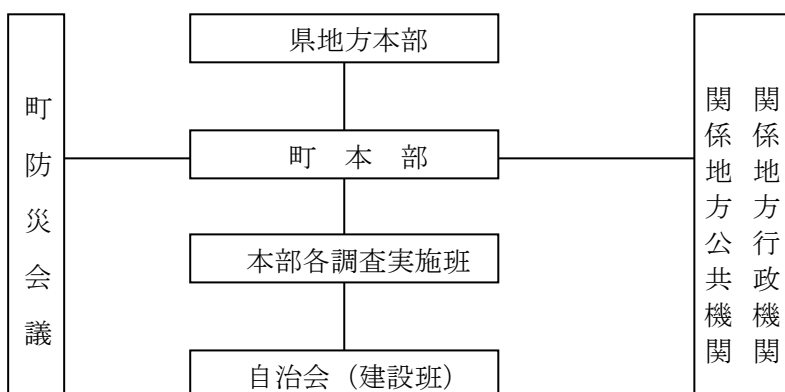 県地方本部
町防災会議
町 本 部
関係地方行政機関
関係地方公共機関
本部各調査実施班
自治会（建設班）